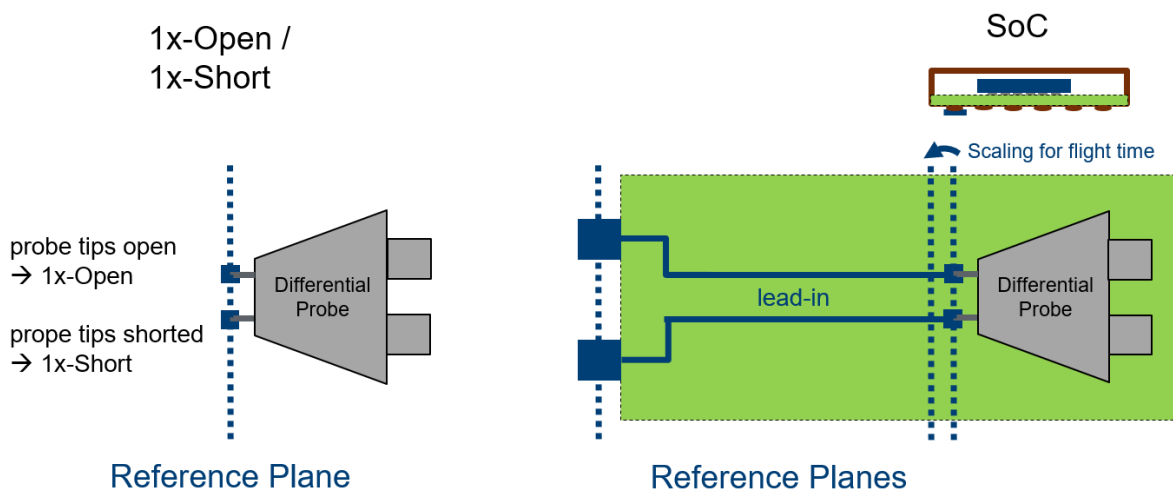 1x-Open /
1x-Short
SoC
Scaling for flight time
probe tips open
→ 1x-Open
prope tips shorted
→ 1x-Short
Differential
Probe
lead-in
Differential
Probe
Reference Plane
Reference Planes